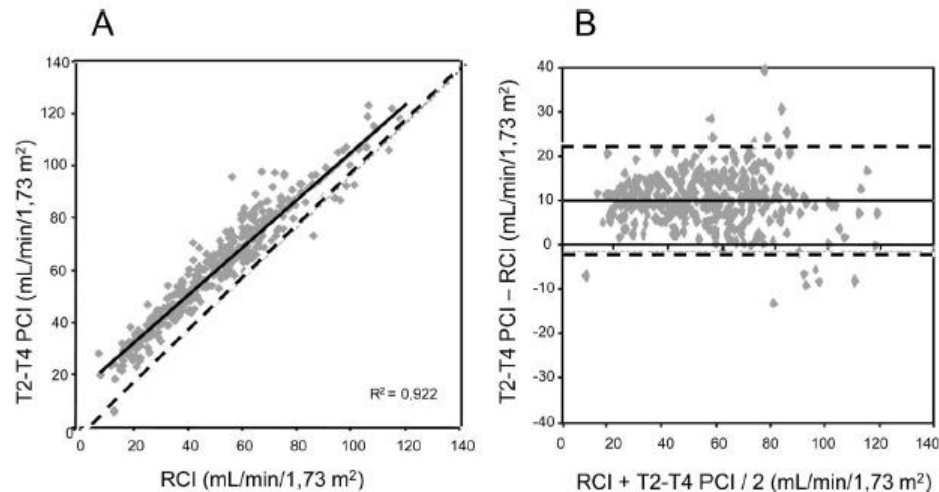 A
T2-T4 PCI (mL/min/1,73 m²)
140
120
100
80
60
40
20
0
R² = 0,922
0 20 40 60 80 100 120 140
RCI (mL/min/1,73 m²)
B
T2-T4 PCI – RCI (mL/min/1,73 m²)
40
30
20
10
0
-10
-20
-30
-40
0 20 40 60 80 100 120 140
RCI + T2-T4 PCI / 2 (mL/min/1,73 m²)